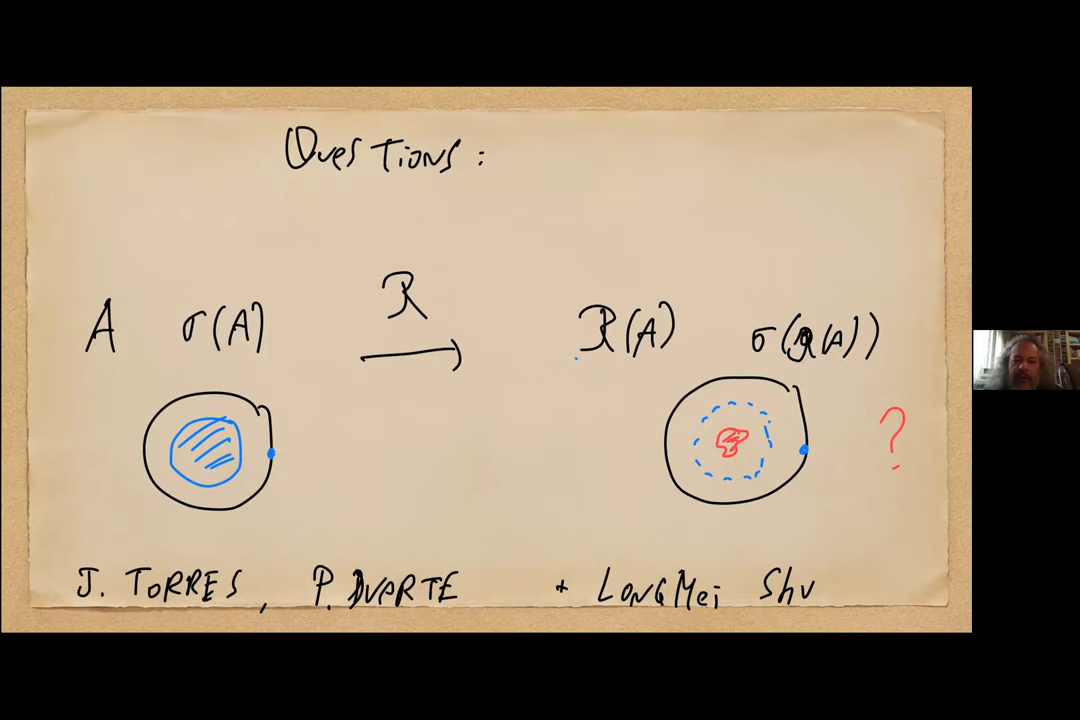 Questions:
A σ(A) R → R(A) σ(R(A))
?
J. TORRES, P. DUARTE + LONGMei Shu